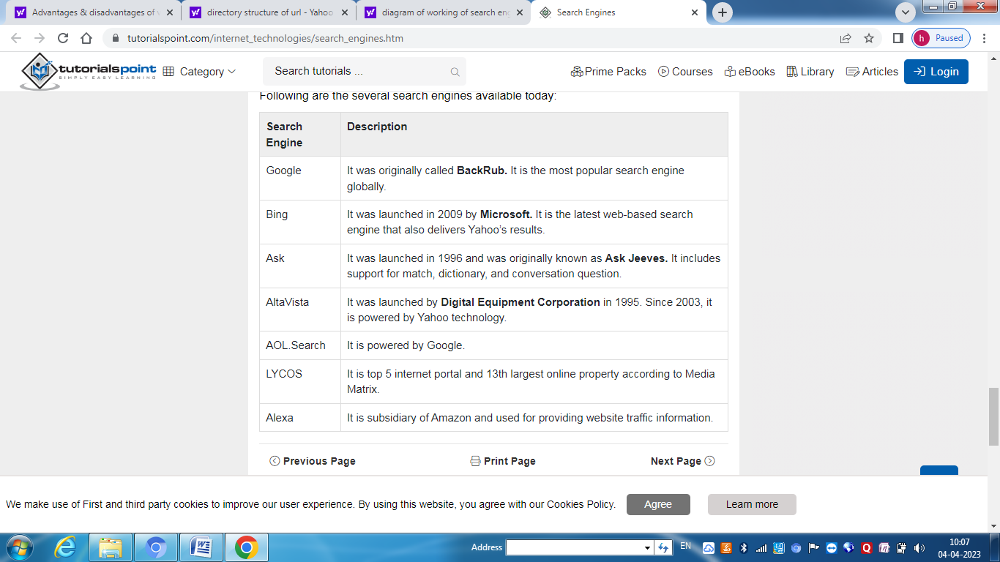 Advantages & disadvantages of
directory structure of url - Yahoo
diagram of working of search eng
Search Engines
tutorialspoint.com/internet_technologies/search_engines.htm
h Paused
tutorialspoint
SIMPLY EASY LEARNING
Category
Search tutorials ...
Prime Packs
Courses
eBooks
Library
Articles
Login
Following are the several search engines available today:
Search
Engine
Description
Google
It was originally called BackRub. It is the most popular search engine
globally.
Bing
It was launched in 2009 by Microsoft. It is the latest web-based search
engine that also delivers Yahoo's results.
Ask
It was launched in 1996 and was originally known as Ask Jeeves. It includes
support for match, dictionary, and conversation question.
AltaVista
It was launched by Digital Equipment Corporation in 1995. Since 2003, it
is powered by Yahoo technology.
AOL.Search
It is powered by Google.
LYCOS
It is top 5 internet portal and 13th largest online property according to Media
Matrix.
Alexa
It is subsidiary of Amazon and used for providing website traffic information.
Previous Page
Print Page
Next Page
We make use of First and third party cookies to improve our user experience. By using this website, you agree with our Cookies Policy.
Agree
Learn more
Address
EN
10:07
04-04-2023